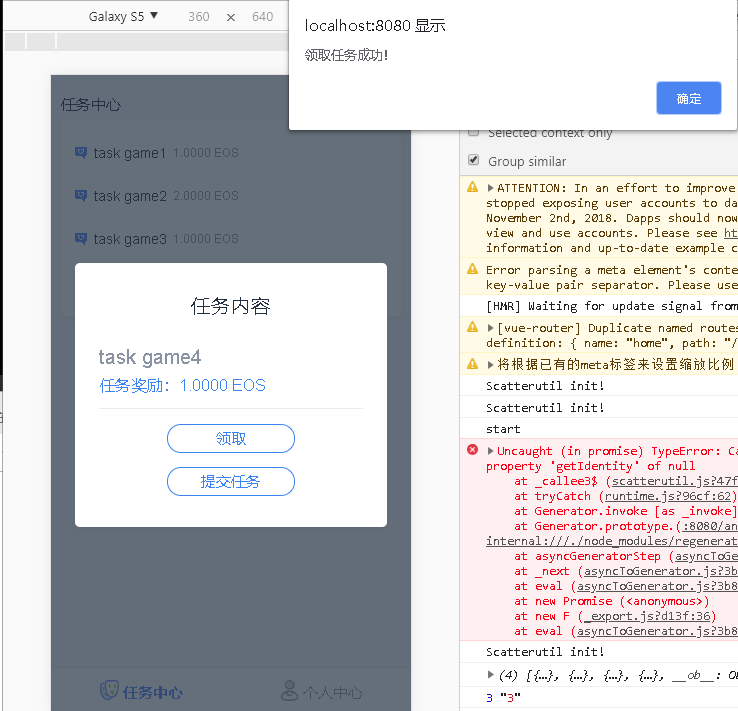 Galaxy S5 ▼ 360 × 640
localhost:8080 显示
领取任务成功!
确定
任务中心
task game1 1.0000 EOS
task game2 2.0000 EOS
task game3 1.0000 EOS
任务内容
task game4
任务奖励：1.0000 EOS
领取
提交任务
任务中心
个人中心
Selected context only
Group similar
ATTENTION: In an effort to improve
stopped exposing user accounts to da
November 2nd, 2018. Dapps should now
view and use accounts. Please see ht
information and up-to-date example c
Error parsing a meta element's conte
key-value pair separator. Please use
[HMR] Waiting for update signal from
[vue-router] Duplicate named routes
definition: { name: "home", path: "/
将根据已有的meta标签来设置缩放比例
Scatterutil init!
Scatterutil init!
start
Uncaught (in promise) TypeError: Ca
property 'getIdentity' of null
at _callee3$ (scatterutil.js?47f
at tryCatch (runtime.js?96cf:62)
at Generator.invoke [as _invoke]
at Generator.prototype.(:8080/an
internal:///./node_modules/regenerat
at asyncGeneratorStep (asyncToGe
at _next (asyncToGenerator.js?3b
at eval (asyncToGenerator.js?3b8
at new Promise (<anonymous>)
at new F (_export.js?d13f:36)
at eval (asyncToGenerator.js?3b8
Scatterutil init!
(4) [{…}, {…}, {…}, {…}, __ob__: Ob
3 "3"